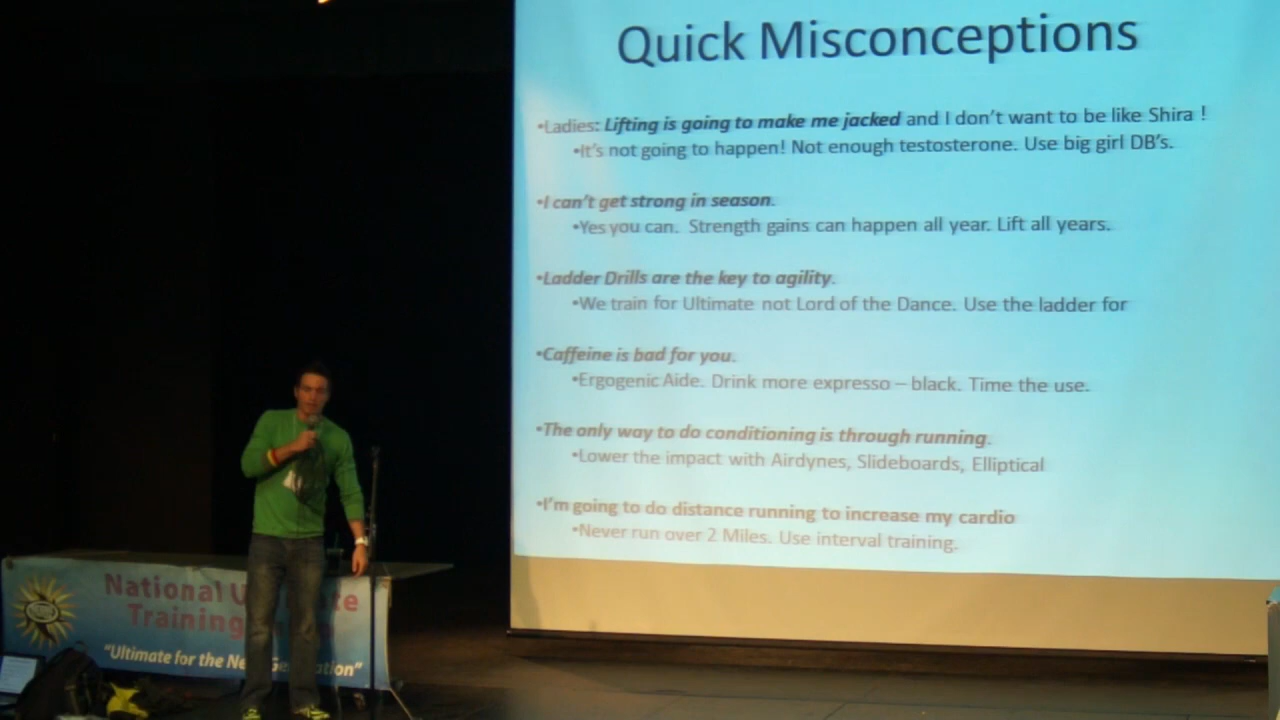 Quick Misconceptions
•Ladies: Lifting is going to make me jacked and I don't want to be like Shira !
•It's not going to happen! Not enough testosterone. Use big girl DB's.
•I can't get strong in season.
•Yes you can. Strength gains can happen all year. Lift all years.
•Ladder Drills are the key to agility.
•We train for Ultimate not Lord of the Dance. Use the ladder for
•Caffeine is bad for you.
•Ergogenic Aide. Drink more expresso – black. Time the use.
•The only way to do conditioning is through running.
•Lower the impact with Airdynes, Slideboards, Elliptical
•I'm going to do distance running to increase my cardio
•Never run over 2 Miles. Use interval training.
National U te
Training
"Ultimate for the Ne Ge ation"